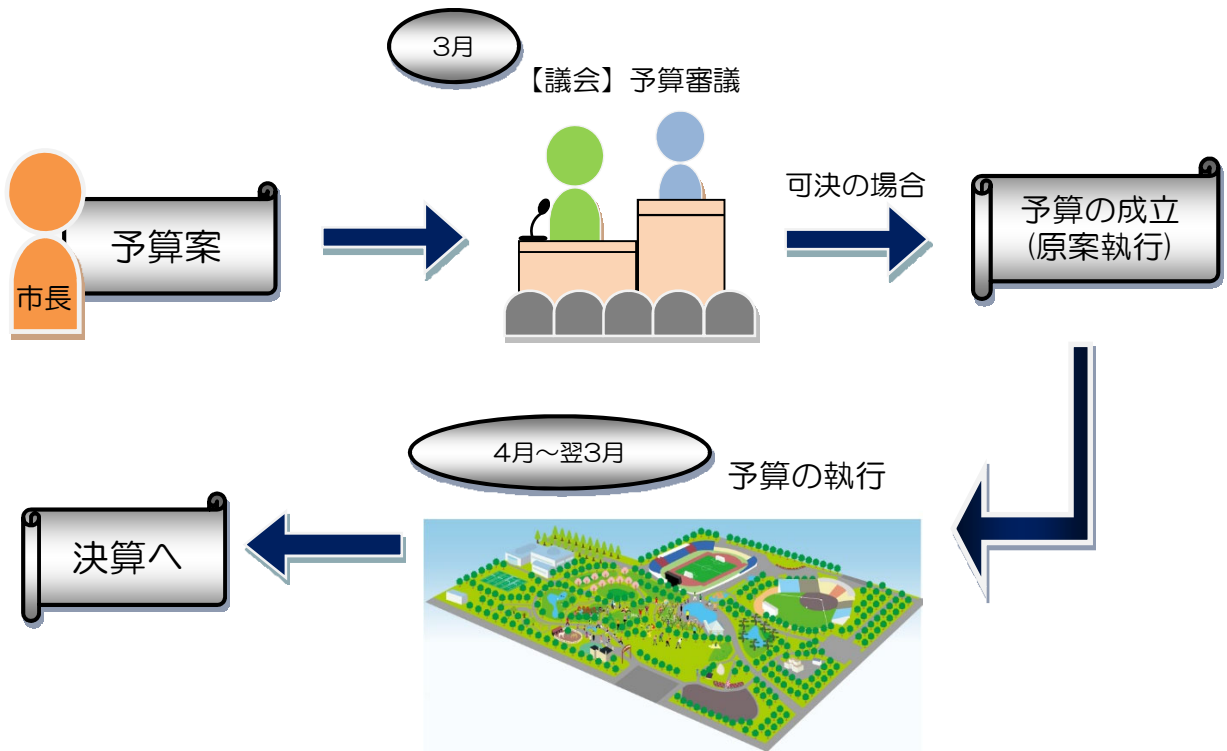 3月
【議会】予算審議
市長
予算案
可決の場合
予算の成立
(原案執行)
4月～翌3月
予算の執行
決算へ